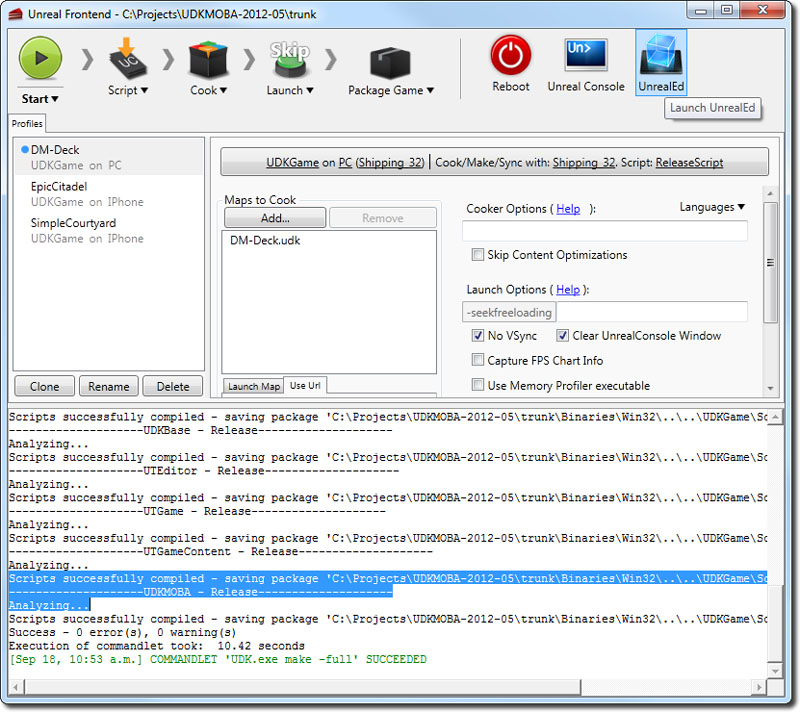 Unreal Frontend - C:\Projects\UDKMOBA-2012-05\trunk
UC
Skip
Un>
Start
Script
Cook
Launch
Package Game
Reboot
Unreal Console
UnrealEd
Launch UnrealEd
Profiles
DM-Deck
UDKGame on PC
EpicCitadel
UDKGame on IPhone
SimpleCourtyard
UDKGame on IPhone
Clone
Rename
Delete
UDKGame on PC (Shipping_32) | Cook/Make/Sync with: Shipping_32. Script: ReleaseScript
Maps to Cook
Add...
Remove
DM-Deck.udk
Launch Map
Use Url
Cooker Options ( Help ):
Languages
Skip Content Optimizations
Launch Options ( Help ):
-seekfreeloading
No VSync
Clear UnrealConsole Window
Capture FPS Chart Info
Use Memory Profiler executable
Scripts successfully compiled - saving package 'C:\Projects\UDKMOBA-2012-05\trunk\Binaries\Win32\..\..\UDKGame\Sc
--------------------UDKBase - Release--------------------
Analyzing...
Scripts successfully compiled - saving package 'C:\Projects\UDKMOBA-2012-05\trunk\Binaries\Win32\..\..\UDKGame\Sc
--------------------UTEditor - Release--------------------
Analyzing...
Scripts successfully compiled - saving package 'C:\Projects\UDKMOBA-2012-05\trunk\Binaries\Win32\..\..\UDKGame\Sc
--------------------UTGame - Release--------------------
Analyzing...
Scripts successfully compiled - saving package 'C:\Projects\UDKMOBA-2012-05\trunk\Binaries\Win32\..\..\UDKGame\Sc
--------------------UTGameContent - Release--------------------
Analyzing...
Scripts successfully compiled - saving package 'C:\Projects\UDKMOBA-2012-05\trunk\Binaries\Win32\..\..\UDKGame\Sc
--------------------UDKMOBA - Release--------------------
Analyzing...
Scripts successfully compiled - saving package 'C:\Projects\UDKMOBA-2012-05\trunk\Binaries\Win32\..\..\UDKGame\Sc
Success - 0 error(s), 0 warning(s)
Execution of commandlet took:  10.42 seconds
[Sep 18, 10:53 a.m.] COMMANDLET 'UDK.exe make -full' SUCCEEDED